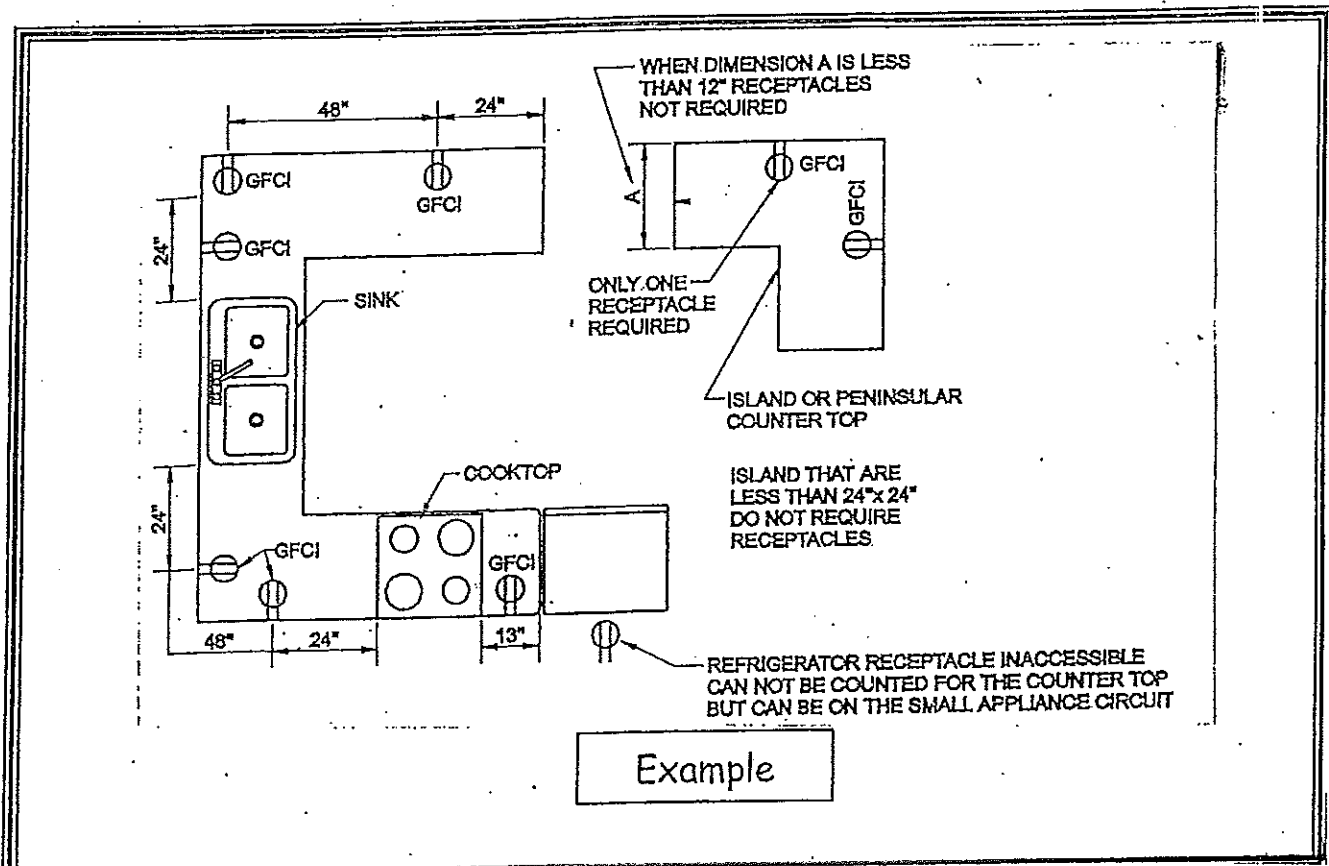 WHEN DIMENSION A IS LESS
THAN 12" RECEPTACLES
NOT REQUIRED
48"
24"
GFCI
GFCI
GFCI
A
GFCI
GFCI
24"
GFCI
SINK
ONLY ONE
RECEPTACLE
REQUIRED
ISLAND OR PENINSULAR
COUNTER TOP
COOKTOP
ISLAND THAT ARE
LESS THAN 24"x 24"
DO NOT REQUIRE
RECEPTACLES
24"
GFCI
GFCI
48"
24"
13"
REFRIGERATOR RECEPTACLE INACCESSIBLE
CAN NOT BE COUNTED FOR THE COUNTER TOP
BUT CAN BE ON THE SMALL APPLIANCE CIRCUIT
Example